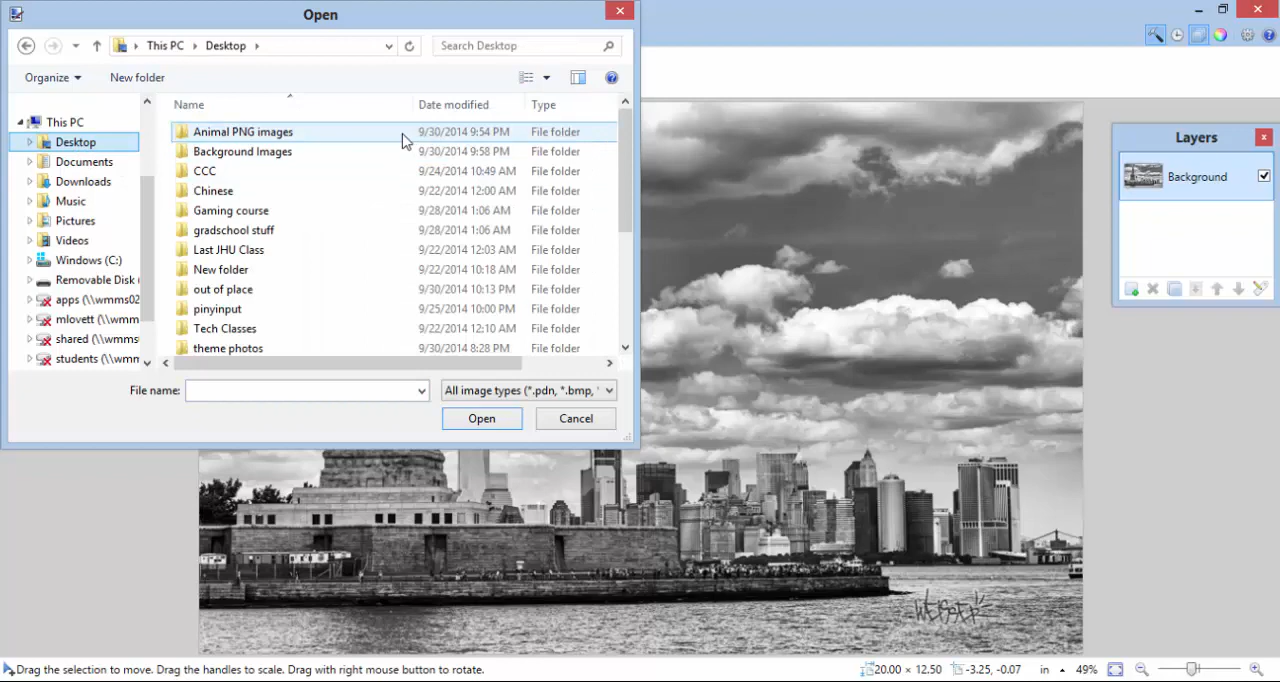 Open
This PC
Desktop
Search Desktop
Organize
New folder
Name
Date modified
Type
This PC
Desktop
Documents
Downloads
Music
Pictures
Videos
Windows (C:)
Removable Disk
apps (\\wmms02
mlovett (\\wmm
shared (\\wmms
students (\\wmm
Animal PNG images 9/30/2014 9:54 PM File folder
Background Images 9/30/2014 9:58 PM File folder
CCC 9/24/2014 10:49 AM File folder
Chinese 9/22/2014 12:00 AM File folder
Gaming course 9/28/2014 1:06 AM File folder
gradschool stuff 9/28/2014 1:06 AM File folder
Last JHU Class 9/22/2014 12:03 AM File folder
New folder 9/22/2014 10:18 AM File folder
out of place 9/30/2014 10:13 PM File folder
pinyinput 9/25/2014 10:00 PM File folder
Tech Classes 9/22/2014 12:10 AM File folder
theme photos 9/30/2014 8:28 PM File folder
File name:
All image types (*.pdn, *.bmp, 
Open
Cancel
Layers
Background
WEISSER
Drag the selection to move. Drag the handles to scale. Drag with right mouse button to rotate.
20.00 × 12.50
-3.25, -0.07
in
49%